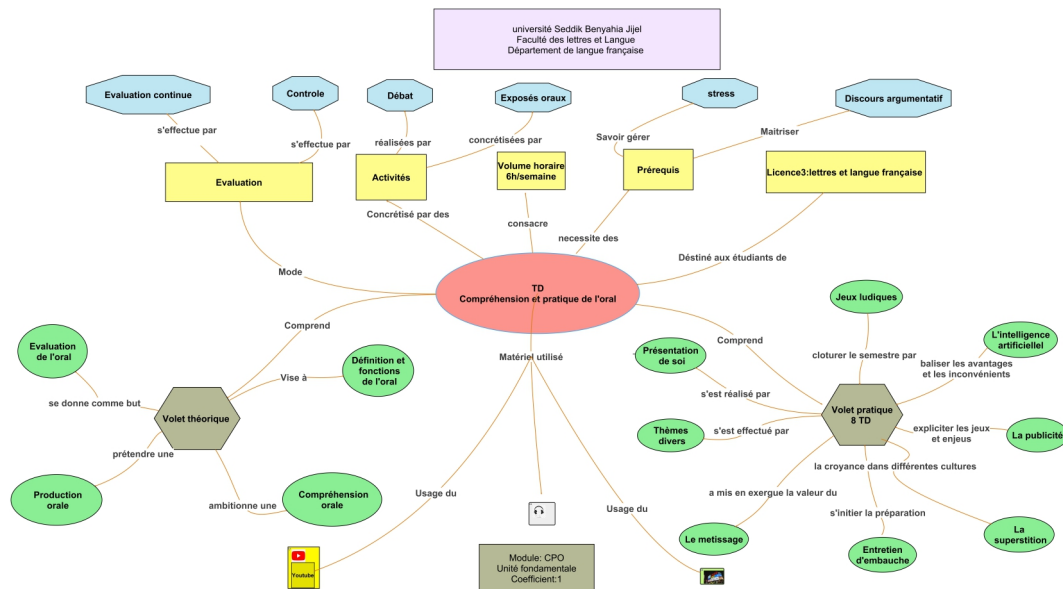 université Seddik Benyahia Jijel
Faculté des lettres et Langue
Département de langue française
Evaluation continue
Controle
Débat
Exposés oraux
stress
Discours argumentatif
s'effectue par
s'effectue par
réalisées par
concrétisées par
Savoir gérer
Maitriser
Evaluation
Activités
Volume horaire
6h/semaine
Prérequis
Licence3:lettres et langue française
Concrétisé par des
consacre
necessite des
Déstiné aux étudiants de
Mode
TD
Compréhension et pratique de l'oral
Comprend
Matériel utilisé
Comprend
Evaluation
de l'oral
Définition et
fonctions
de l'oral
Vise à
se donne comme but
Volet théorique
prétendre une
ambitionne une
Production
orale
Compréhension
orale
Usage du
Usage du
Youtube
Module: CPO
Unité fondamentale
Coefficient:1
Jeux ludiques
cloturer le semestre par
L'intelligence
artificiellel
baliser les avantages
et les inconvénients
Présentation
de soi
s'est réalisé par
Volet pratique
8 TD
Thèmes
divers
s'est effectué par
expliciter les jeux
et enjeux
La publicité
la croyance dans différentes cultures
a mis en exergue la valeur du
s'initier la préparation
Le metissage
Entretien
d'embauche
La
superstition